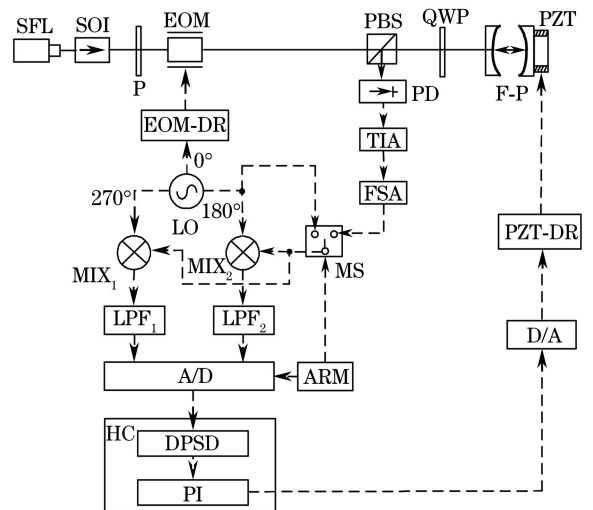 SFL
SOI
EOM
PBS
QWP
PZT
P
F-P
PD
EOM-DR
TIA
0°
FSA
270°
180°
LO
PZT-DR
MIX₁
MIX₂
MS
LPF₁
LPF₂
D/A
A/D
ARM
HC
DPSD
PI